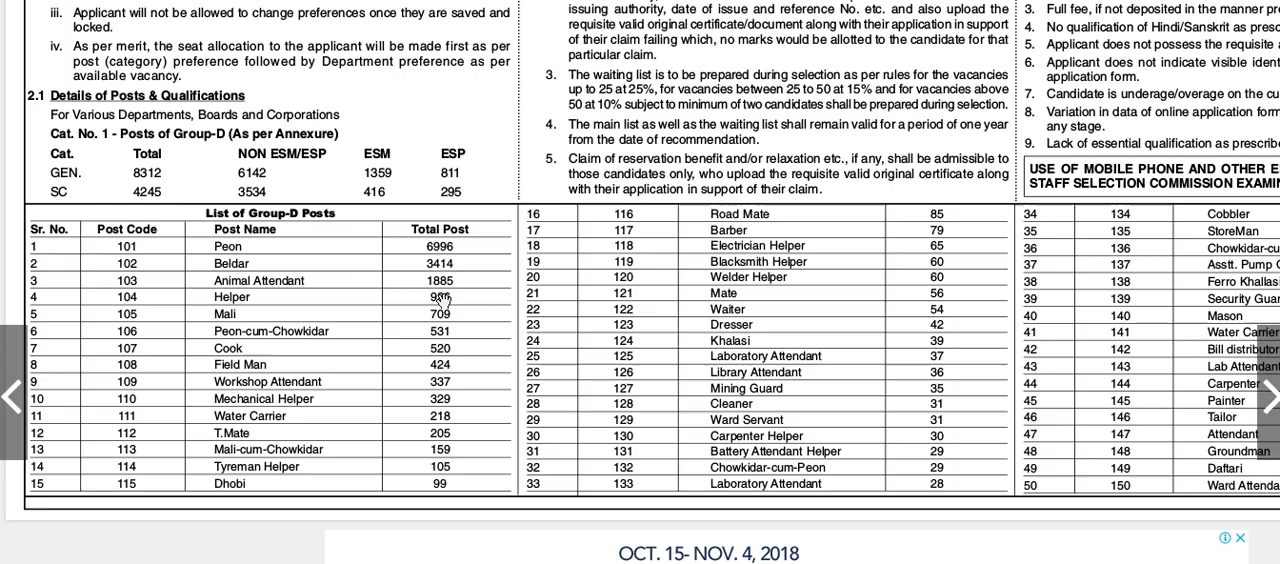 iii. Applicant will not be allowed to change preferences once they are saved and
locked.
iv. As per merit, the seat allocation to the applicant will be made first as per
post (category) preference followed by Department preference as per
available vacancy.
2.1 Details of Posts & Qualifications
For Various Departments, Boards and Corporations
Cat. No. 1 - Posts of Group-D (As per Annexure)
Cat. Total NON ESM/ESP ESM ESP
GEN. 8312 6142 1359 811
SC 4245 3534 416 295
issuing authority, date of issue and reference No. etc. and also upload the
requisite valid original certificate/document along with their application in support
of their claim failing which, no marks would be allotted to the candidate for that
particular claim.
3. The waiting list is to be prepared during selection as per rules for the vacancies
up to 25 at 25%, for vacancies between 25 to 50 at 15% and for vacancies above
50 at 10% subject to minimum of two candidates shall be prepared during selection.
4. The main list as well as the waiting list shall remain valid for a period of one year
from the date of recommendation.
5. Claim of reservation benefit and/or relaxation etc., if any, shall be admissible to
those candidates only, who upload the requisite valid original certificate along
with their application in support of their claim.
3. Full fee, if not deposited in the manner
4. No qualification of Hindi/Sanskrit as
5. Applicant does not possess the requisite
6. Applicant does not indicate visible
application form.
7. Candidate is underage/overage on the
8. Variation in data of online application
any stage.
9. Lack of essential qualification as
USE OF MOBILE PHONE AND OTHER
STAFF SELECTION COMMISSION
List of Group-D Posts
Sr. No. Post Code Post Name Total Post
1 101 Peon 6996
2 102 Beldar 3414
3 103 Animal Attendant 1885
4 104 Helper
5 105 Mali 709
6 106 Peon-cum-Chowkidar 531
7 107 Cook 520
8 108 Field Man 424
9 109 Workshop Attendant 337
10 110 Mechanical Helper 329
11 111 Water Carrier 218
12 112 T.Mate 205
13 113 Mali-cum-Chowkidar 159
14 114 Tyreman Helper 105
15 115 Dhobi 99
16 116 Road Mate 85
17 117 Barber 79
18 118 Electrician Helper 65
19 119 Blacksmith Helper 60
20 120 Welder Helper 60
21 121 Mate 56
22 122 Waiter 54
23 123 Dresser 42
24 124 Khalasi 39
25 125 Laboratory Attendant 37
26 126 Library Attendant 36
27 127 Mining Guard 35
28 128 Cleaner 31
29 129 Ward Servant 31
30 130 Carpenter Helper 30
31 131 Battery Attendant Helper 29
32 132 Chowkidar-cum-Peon 29
33 133 Laboratory Attendant 28
34 134 Cobbler
35 135 StoreMan
36 136
37 137 Asstt. Pump
38 138 Ferro
39 139 Security
40 140 Mason
41 141 Water Carrier
42 142 Bill distributor
43 143 Lab Attendant
44 144 Carpenter
45 145 Painter
46 146 Tailor
47 147 Attendant
48 148 Groundman
49 149 Daftari
50 150 Ward
OCT. 15- NOV. 4, 2018